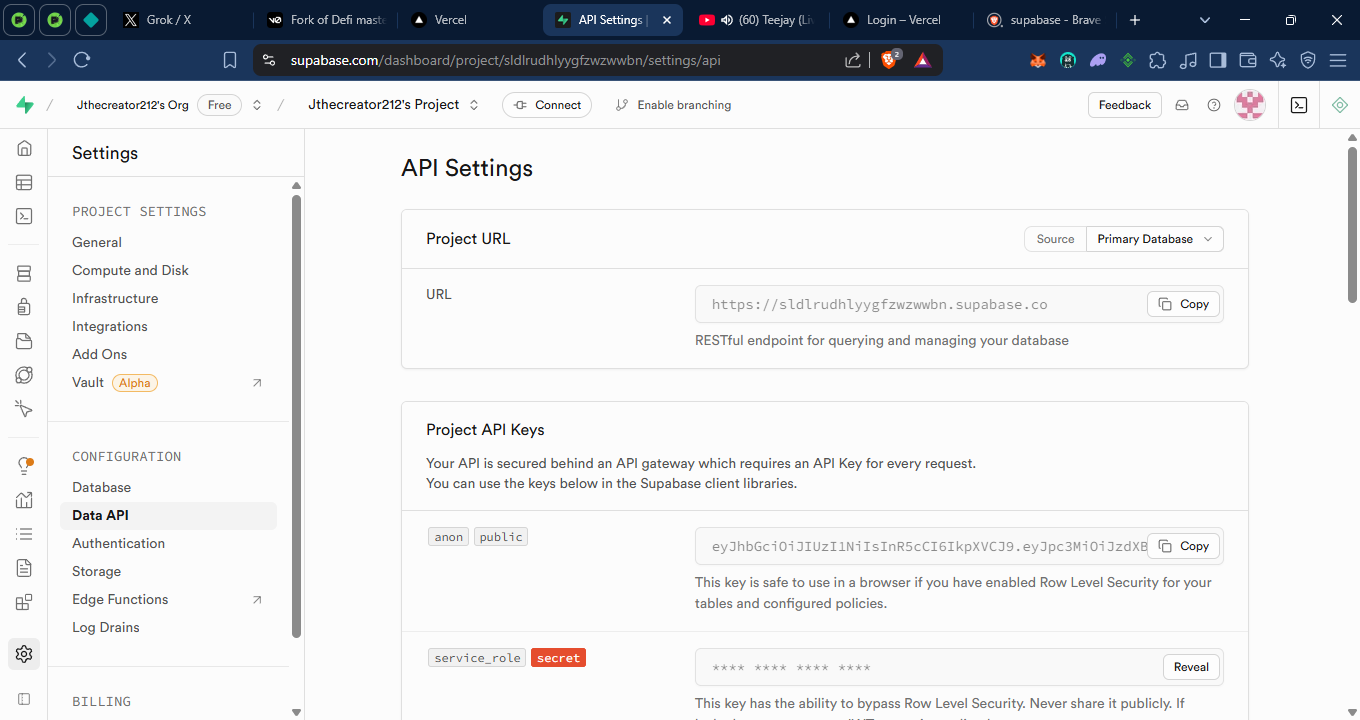 Grok / X
Fork of Defi mast
Vercel
API Settings |
(60) Teejay (Li
Login – Vercel
supabase - Brave
supabase.com/dashboard/project/sldlrudhlyygfzwzwwbn/settings/api
2
/ Jthecreator212's Org Free / Jthecreator212's Project Connect Enable branching Feedback
Settings
PROJECT SETTINGS
General
Compute and Disk
Infrastructure
Integrations
Add Ons
Vault Alpha
CONFIGURATION
Database
Data API
Authentication
Storage
Edge Functions
Log Drains
BILLING
API Settings
Project URL
Source Primary Database
URL
https://sldlrudhlyygfzwzwwbn.supabase.co
Copy
RESTful endpoint for querying and managing your database
Project API Keys
Your API is secured behind an API gateway which requires an API Key for every request.
You can use the keys below in the Supabase client libraries.
anon public
eyJhbGciOiJIUzI1NiIsInR5cCI6IkpXVCJ9.eyJpc3MiOiJzdXB
Copy
This key is safe to use in a browser if you have enabled Row Level Security for your
tables and configured policies.
service_role secret
**** **** **** ****
Reveal
This key has the ability to bypass Row Level Security. Never share it publicly. If